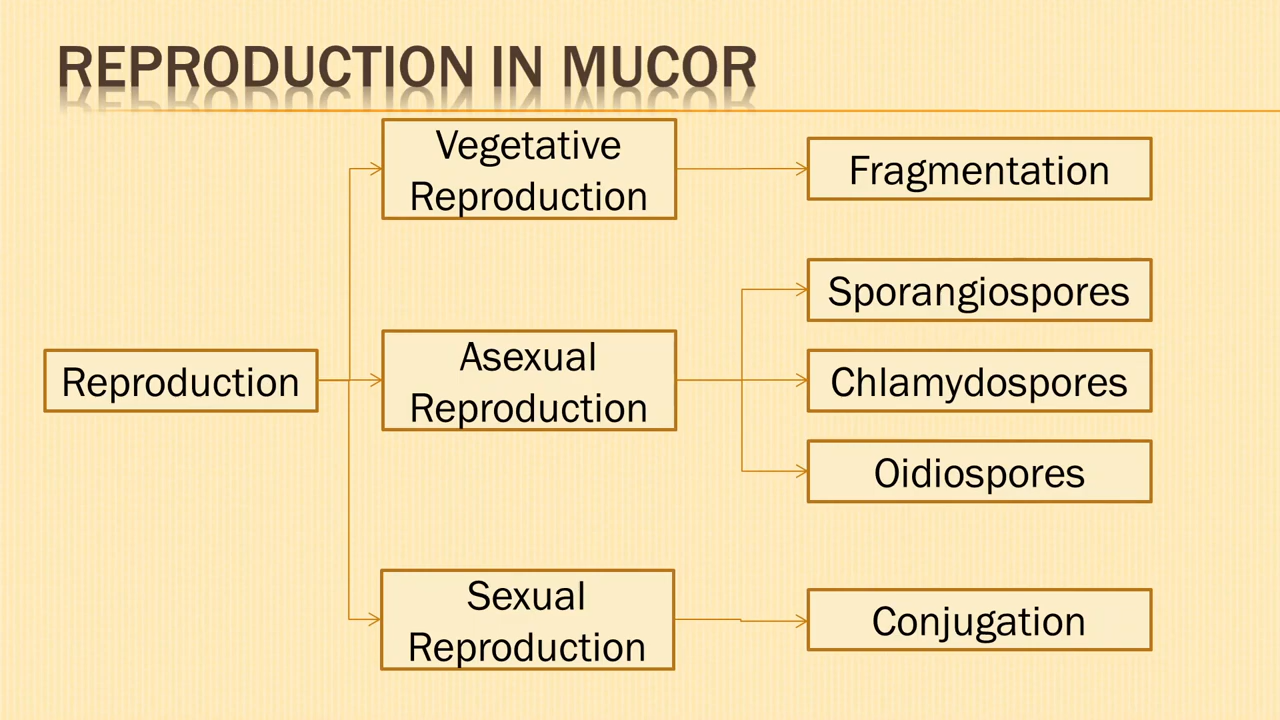 REPRODUCTION IN MUCOR
Vegetative
Reproduction
Fragmentation
Sporangiospores
Asexual
Reproduction
Reproduction
Chlamydospores
Oidiospores
Sexual
Reproduction
Conjugation